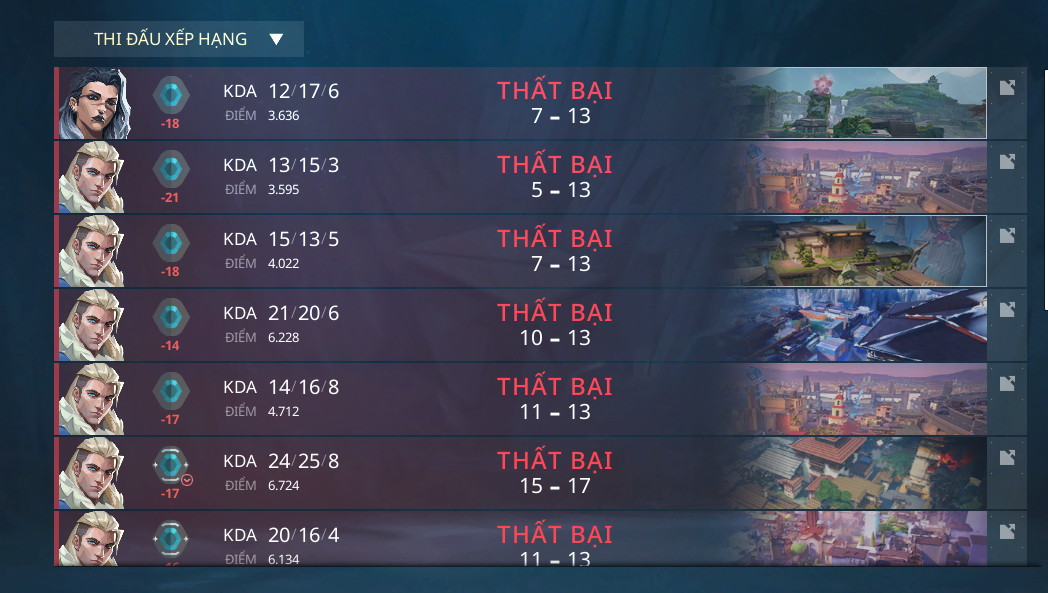 THI ĐẤU XẾP HẠNG
KDA 12/17/6 THẤT BẠI
-18 ĐIỂM 3.636 7 – 13
KDA 13/15/3 THẤT BẠI
-21 ĐIỂM 3.595 5 – 13
KDA 15/13/5 THẤT BẠI
-18 ĐIỂM 4.022 7 – 13
KDA 21/20/6 THẤT BẠI
-14 ĐIỂM 6.228 10 – 13
KDA 14/16/8 THẤT BẠI
-17 ĐIỂM 4.712 11 – 13
KDA 24/25/8 THẤT BẠI
-17 ĐIỂM 6.724 15 – 17
KDA 20/16/4 THẤT BẠI
ĐIỂM 6.134 11 – 13